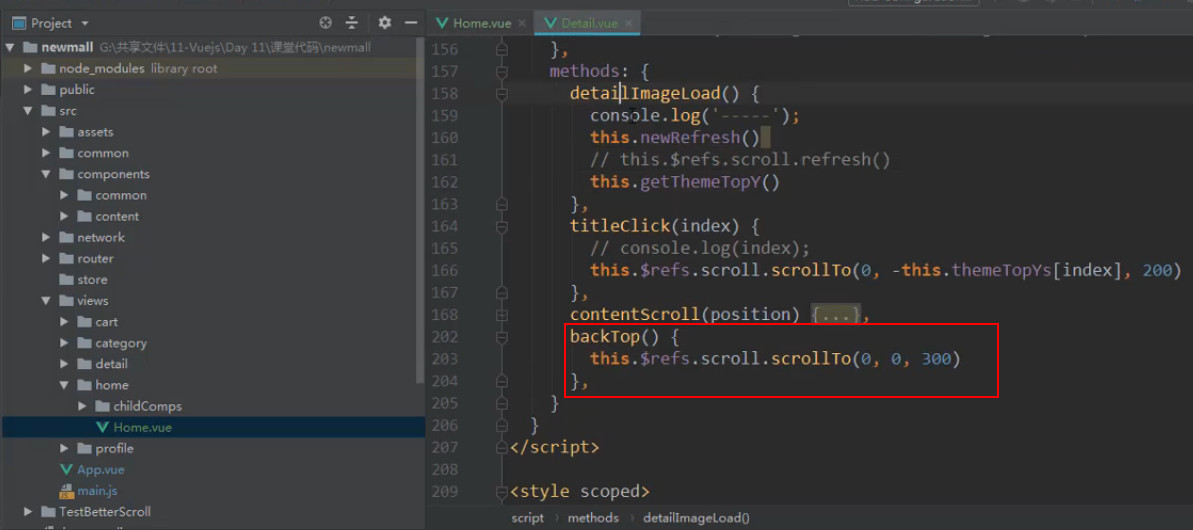 Project
newmall G:\共享文件\11-Vuejs\Day 11\课堂代码\newmall
node_modules library root
public
src
assets
common
components
common
content
network
router
store
views
cart
category
detail
home
childComps
Home.vue
profile
App.vue
main.js
TestBetterScroll
Home.vue
Detail.vue
156 },
157 methods: {
158 detailImageLoad() {
159 console.log('-----');
160 this.newRefresh()
161 // this.$refs.scroll.refresh()
162 this.getThemeTopY()
163 },
164 titleClick(index) {
165 // console.log(index);
166 this.$refs.scroll.scrollTo(0, -this.themeTopYs[index], 200)
167 },
168 contentScroll(position) {...},
202 backTop() {
203 this.$refs.scroll.scrollTo(0, 0, 300)
204 },
205 }
206 }
207 </script>
208
209 <style scoped>
script › methods › detailImageLoad()